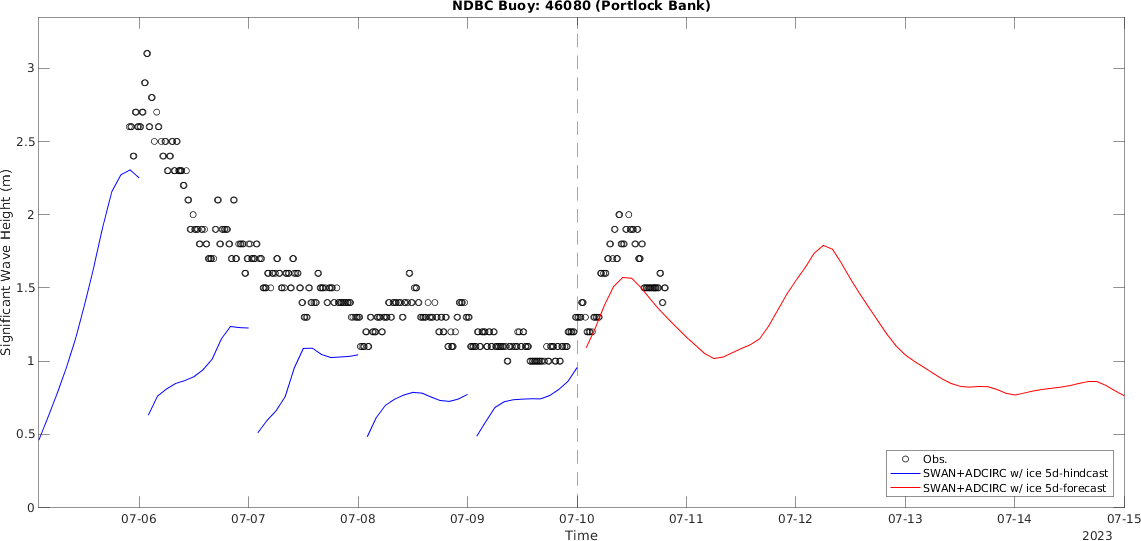 NDBC Buoy: 46080 (Portlock Bank)
Significant Wave Height (m)
3
2.5
2
1.5
1
0.5
0
07-06 07-07 07-08 07-09 07-10 07-11 07-12 07-13 07-14 07-15
Time
2023
Obs.
SWAN+ADCIRC w/ ice 5d-hindcast
SWAN+ADCIRC w/ ice 5d-forecast